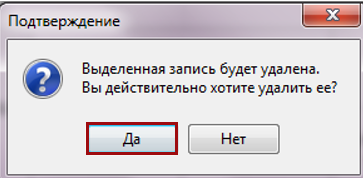 Подтверждение
Выделенная запись будет удалена.
Вы действительно хотите удалить ее?
Да
Нет